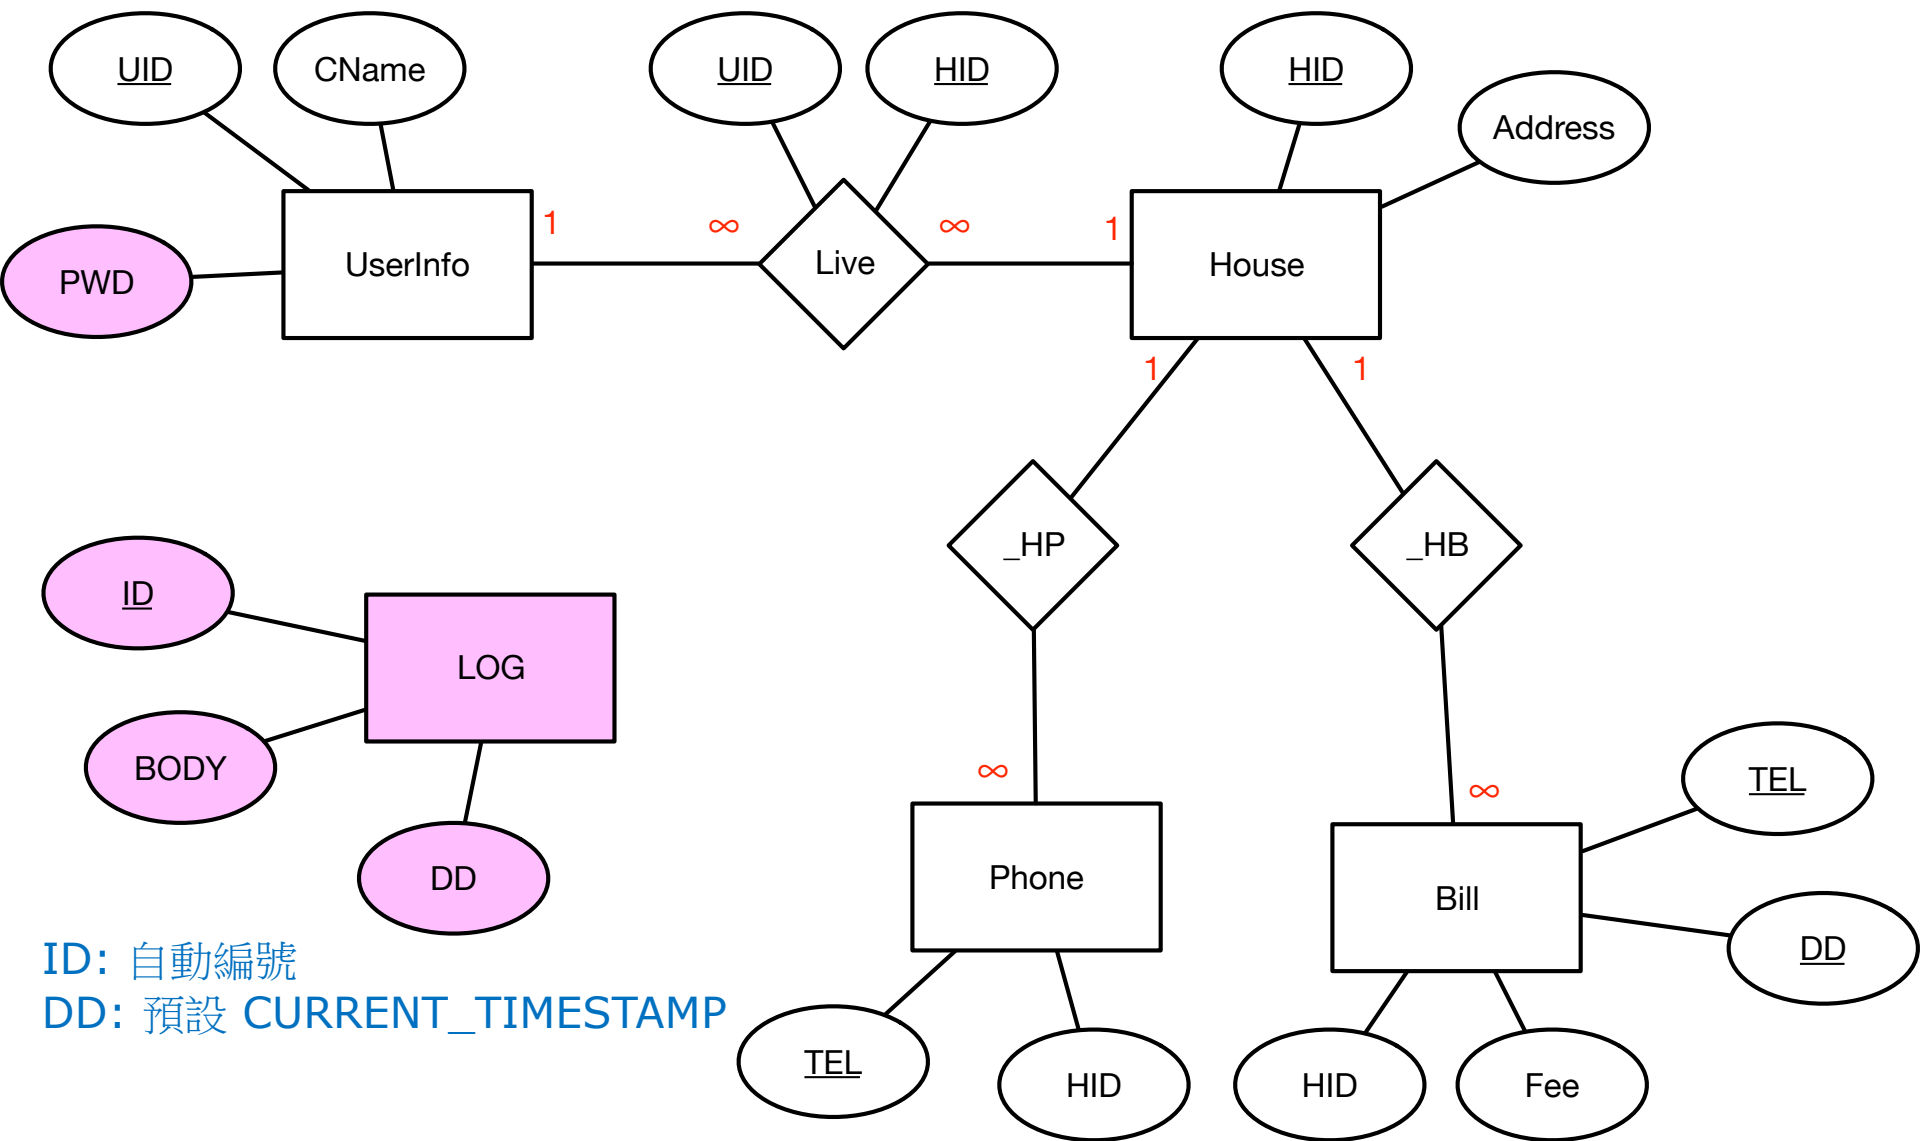 UID
CName
UID
HID
HID
Address
PWD
UserInfo
1
∞
Live
∞
1
House
1
1
_HP
_HB
ID
LOG
BODY
DD
∞
∞
TEL
Phone
Bill
DD
ID: 自動編號
DD: 預設 CURRENT_TIMESTAMP
TEL
HID
HID
Fee